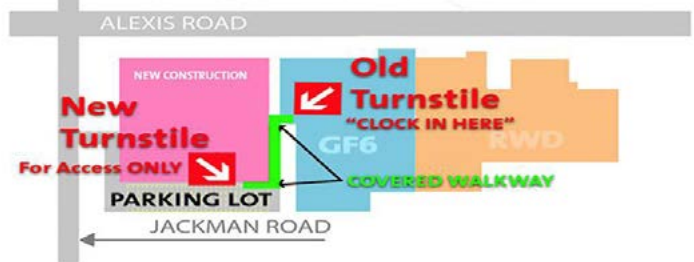 ALEXIS ROAD
NEW CONSTRUCTION
Old
Turnstile
"CLOCK IN HERE"
New
Turnstile
For Access ONLY
GF6
RWD
COVERED WALKWAY
PARKING LOT
JACKMAN ROAD